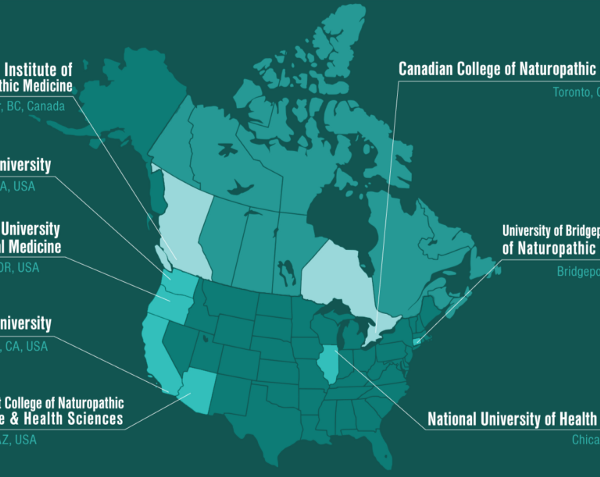 Institute of
thic Medicine
, BC, Canada
niversity
A, USA
University
l Medicine
OR, USA
niversity
, CA, USA
t College of Naturopathic
e & Health Sciences
AZ, USA
Canadian College of Naturopathic
Toronto,
University of Bridgep
of Naturopathic
Bridgepo
National University of Health
Chica